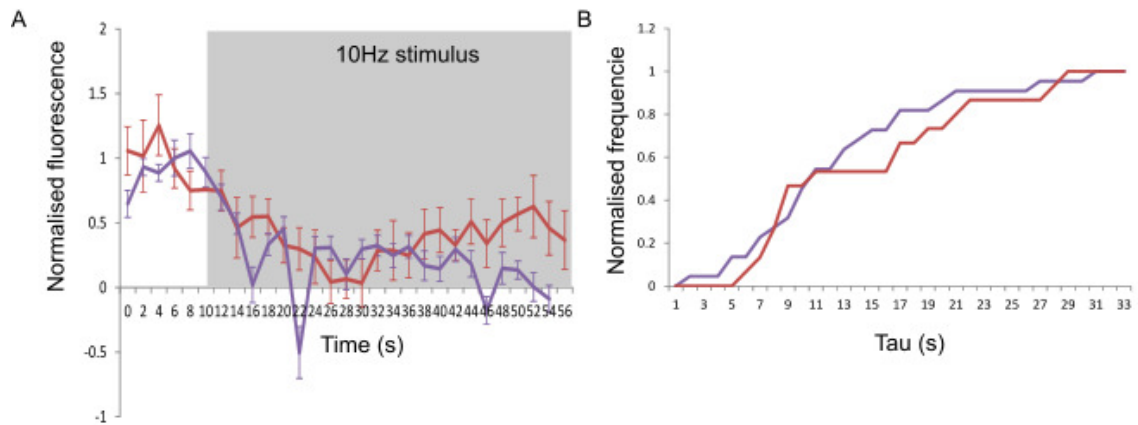 A
2
10Hz stimulus
1.5
1
0.5
0
-0.5
-1
Normalised fluorescence
0 2 4 6 8 10 12 14 16 18 20 22 24 26 28 30 32 34 36 38 40 42 44 46 48 50 52 54 56
Time (s)
B
1.2
1
0.8
0.6
0.4
0.2
0
Normalised frequencie
1 3 5 7 9 11 13 15 17 19 21 23 25 27 29 31 33
Tau (s)